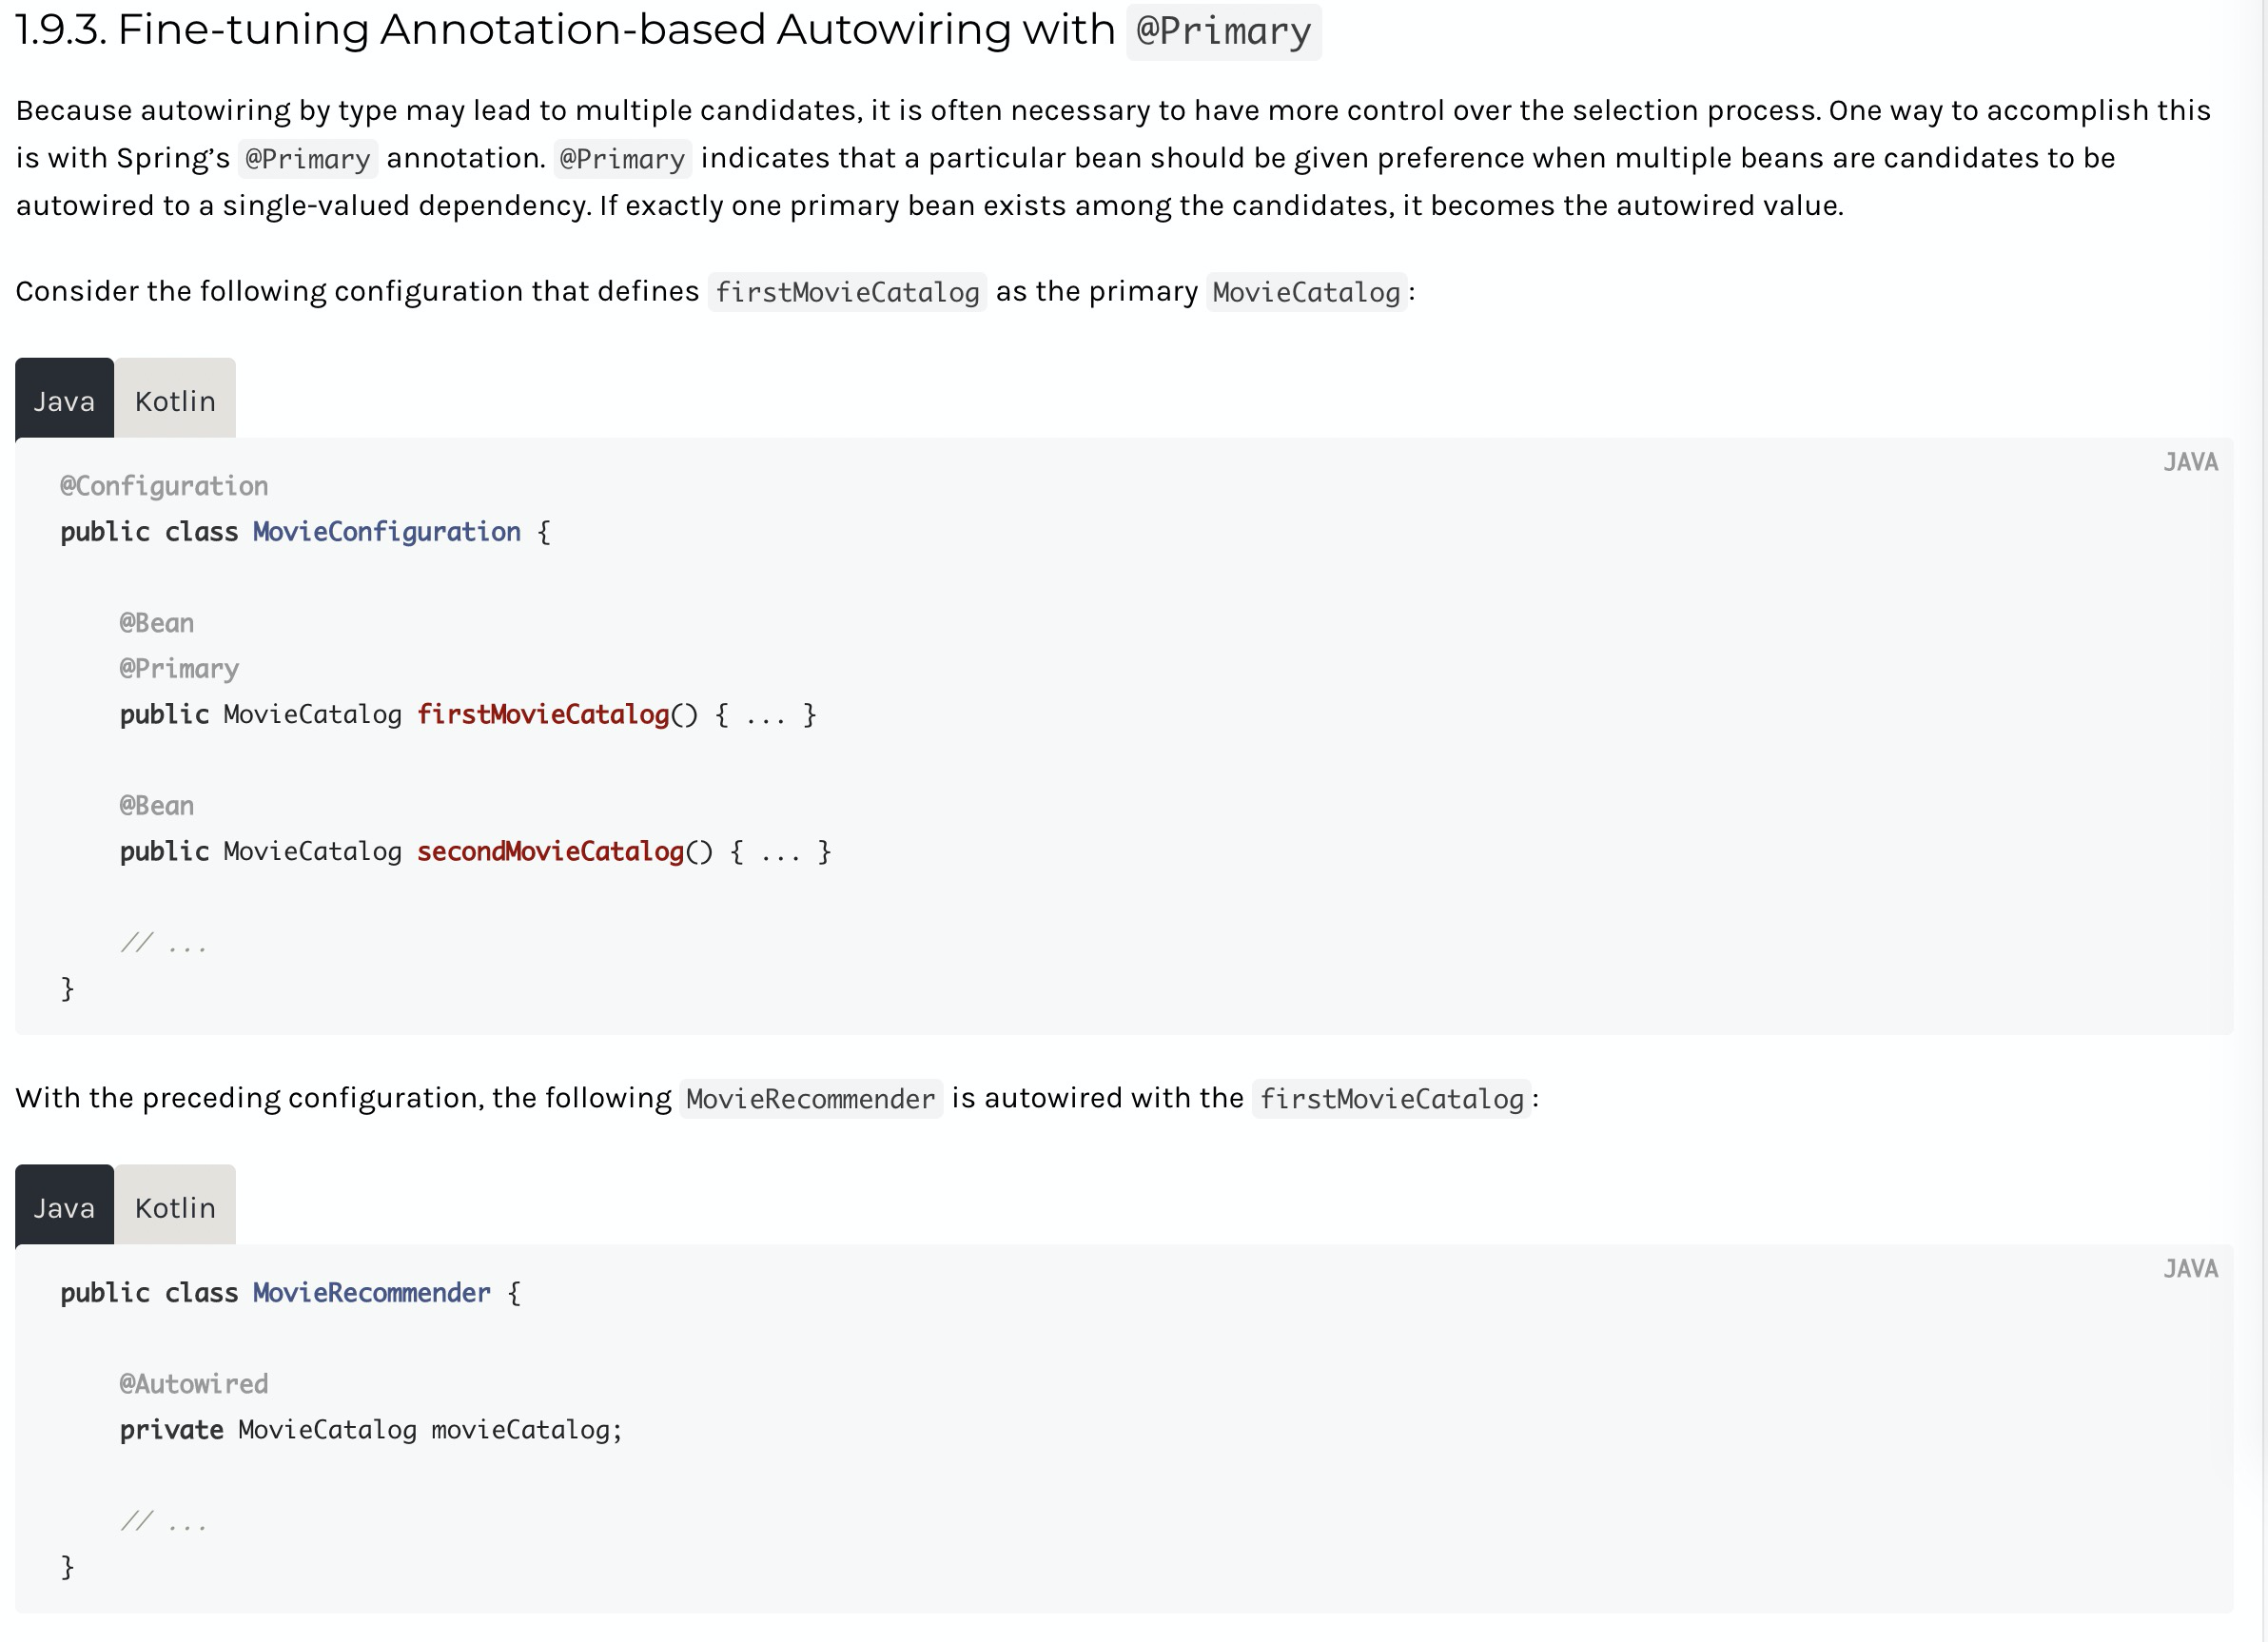 1.9.3. Fine-tuning Annotation-based Autowiring with @Primary
Because autowiring by type may lead to multiple candidates, it is often necessary to have more control over the selection process. One way to accomplish this
is with Spring’s @Primary annotation. @Primary indicates that a particular bean should be given preference when multiple beans are candidates to be
autowired to a single-valued dependency. If exactly one primary bean exists among the candidates, it becomes the autowired value.
Consider the following configuration that defines firstMovieCatalog as the primary MovieCatalog:
Java Kotlin
JAVA
@Configuration
public class MovieConfiguration {
@Bean
@Primary
public MovieCatalog firstMovieCatalog() { ... }
@Bean
public MovieCatalog secondMovieCatalog() { ... }
// ...
}
With the preceding configuration, the following MovieRecommender is autowired with the firstMovieCatalog:
Java Kotlin
JAVA
public class MovieRecommender {
@Autowired
private MovieCatalog movieCatalog;
// ...
}